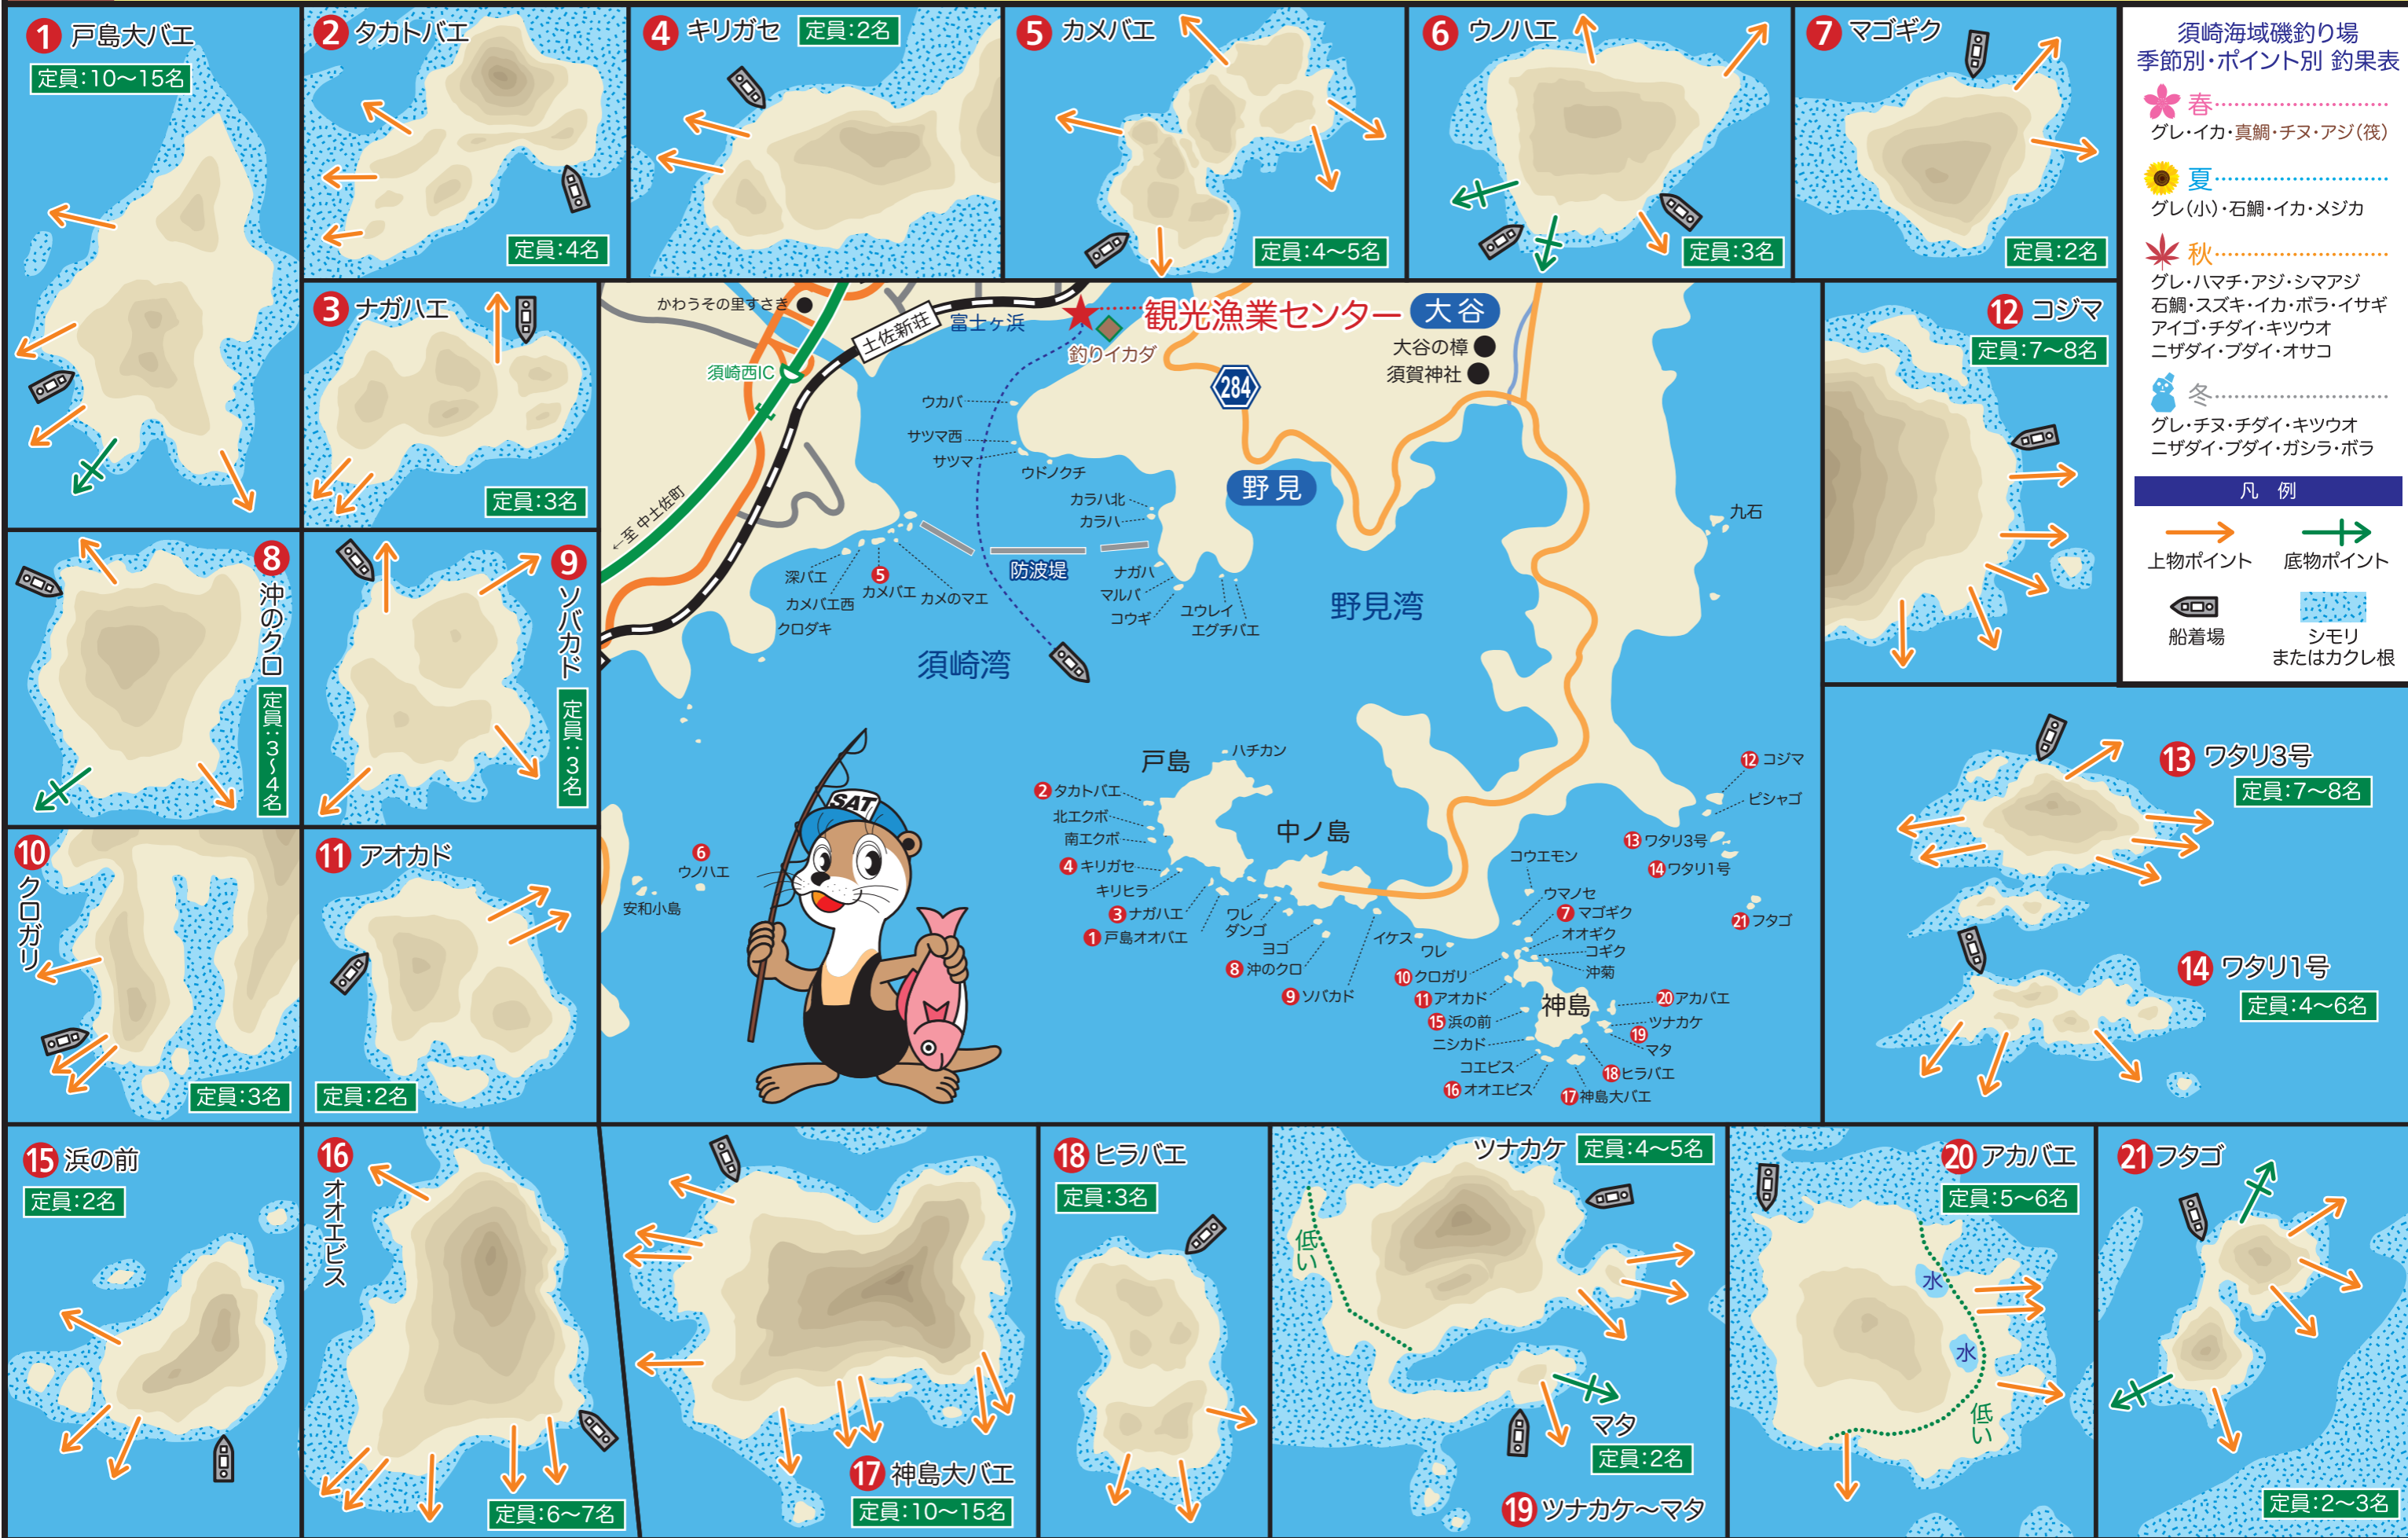 1 戸島大バエ
定員:10〜15名
2 タカトバエ
定員:4名
4 キリガセ
定員:2名
5 カメバエ
定員:4〜5名
6 ウノハエ
定員:3名
7 マゴギク
定員:2名
須崎海域磯釣り場
季節別・ポイント別 釣果表
春
グレ・イカ・真鯛・チヌ・アジ(筏)
夏
グレ(小)・石鯛・イカ・メジカ
秋
グレ・ハマチ・アジ・シマアジ
石鯛・スズキ・イカ・ボラ・イサギ
アイゴ・チダイ・キツウオ
ニザダイ・ブダイ・オサコ
冬
グレ・チヌ・チダイ・キツウオ
ニザダイ・ブダイ・ガシラ・ボラ
凡 例
上物ポイント
底物ポイント
船着場
シモリ
またはカクレ根
3 ナガハエ
定員:3名
8 沖のクロ
定員:3〜4名
9 ソバカド
定員:3名
10 クロガリ
定員:3名
11 アオカド
定員:2名
12 コジマ
定員:7〜8名
13 ワタリ3号
定員:7〜8名
14 ワタリ1号
定員:4〜6名
かわうその里すさき
土佐新荘
富士ヶ浜
観光漁業センター
釣りイカダ
大谷
大谷の樟
須賀神社
須崎西IC
284
←至 中土佐町
ウカバ
サツマ西
サツマ
ウドノクチ
野見
カラハ北
カラハ
九石
防波堤
深バエ
5
カメバエ
カメバエ西
カメのマエ
クロダキ
ナガハ
マルバ
コウギ
ユウレイ
エグチバエ
野見湾
須崎湾
戸島
ハチカン
2 タカトバエ
北エクボ
南エクボ
4 キリガセ
キリヒラ
3 ナガハエ
1 戸島オオバエ
中ノ島
ワレ
ダンゴ
ヨコ
8 沖のクロ
9 ソバカド
イケス
ワレ
6
ウノハエ
安和小島
SAT
12 コジマ
ビシャゴ
13 ワタリ3号
14 ワタリ1号
21 フタゴ
コウエモン
ウマノセ
7 マゴギク
オオギク
コギク
沖菊
10 クロガリ
11 アオカド
15 浜の前
ニシカド
コエビス
16 オオエビス
神島
20 アカバエ
ツナカケ
19
マタ
18 ヒラバエ
17 神島大バエ
15 浜の前
定員:2名
16 オオエビス
定員:6〜7名
17 神島大バエ
定員:10〜15名
18 ヒラバエ
定員:3名
ツナカケ
定員:4〜5名
低い
マタ
定員:2名
19 ツナカケ〜マタ
20 アカバエ
定員:5〜6名
水
水
低い
21 フタゴ
定員:2〜3名